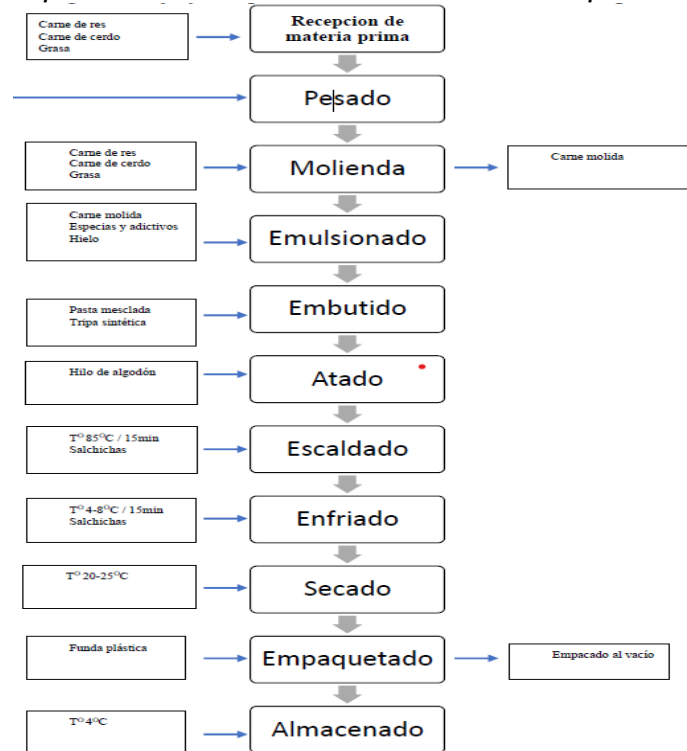 Carne de res
Carne de cerdo
Grasa
Recepcion de
materia prima
Pesado
Carne de res
Carne de cerdo
Grasa
Molienda
Carne molida
Carne molida
Especias y adictivos
Hielo
Emulsionado
Pasta mesclada
Tripa sintética
Embutido
Hilo de algodón
Atado
T° 85°C / 15min
Salchichas
Escaldado
T° 4-8°C / 15min
Salchichas
Enfriado
T° 20-25°C
Secado
Funda plástica
Empaquetado
Empacado al vacío
T° 4°C
Almacenado